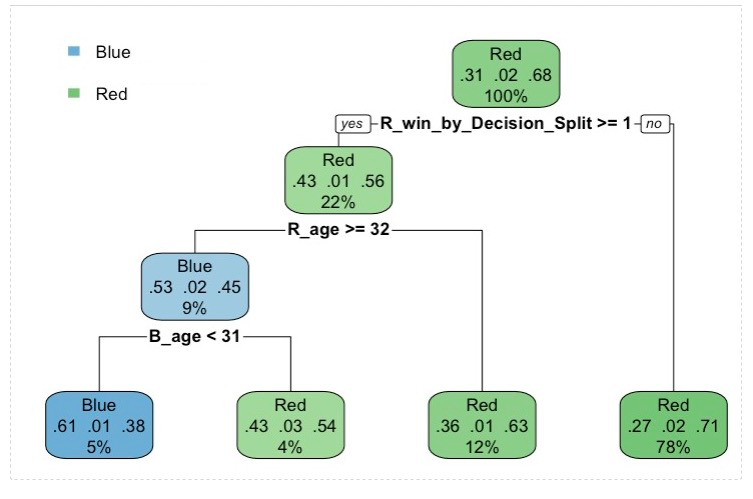 Blue
Red
Red
.31 .02 .68
100%
yes R_win_by_Decision_Split >= 1 no
Red
.43 .01 .56
22%
R_age >= 32
Blue
.53 .02 .45
9%
B_age < 31
Blue
.61 .01 .38
5%
Red
.43 .03 .54
4%
Red
.36 .01 .63
12%
Red
.27 .02 .71
78%